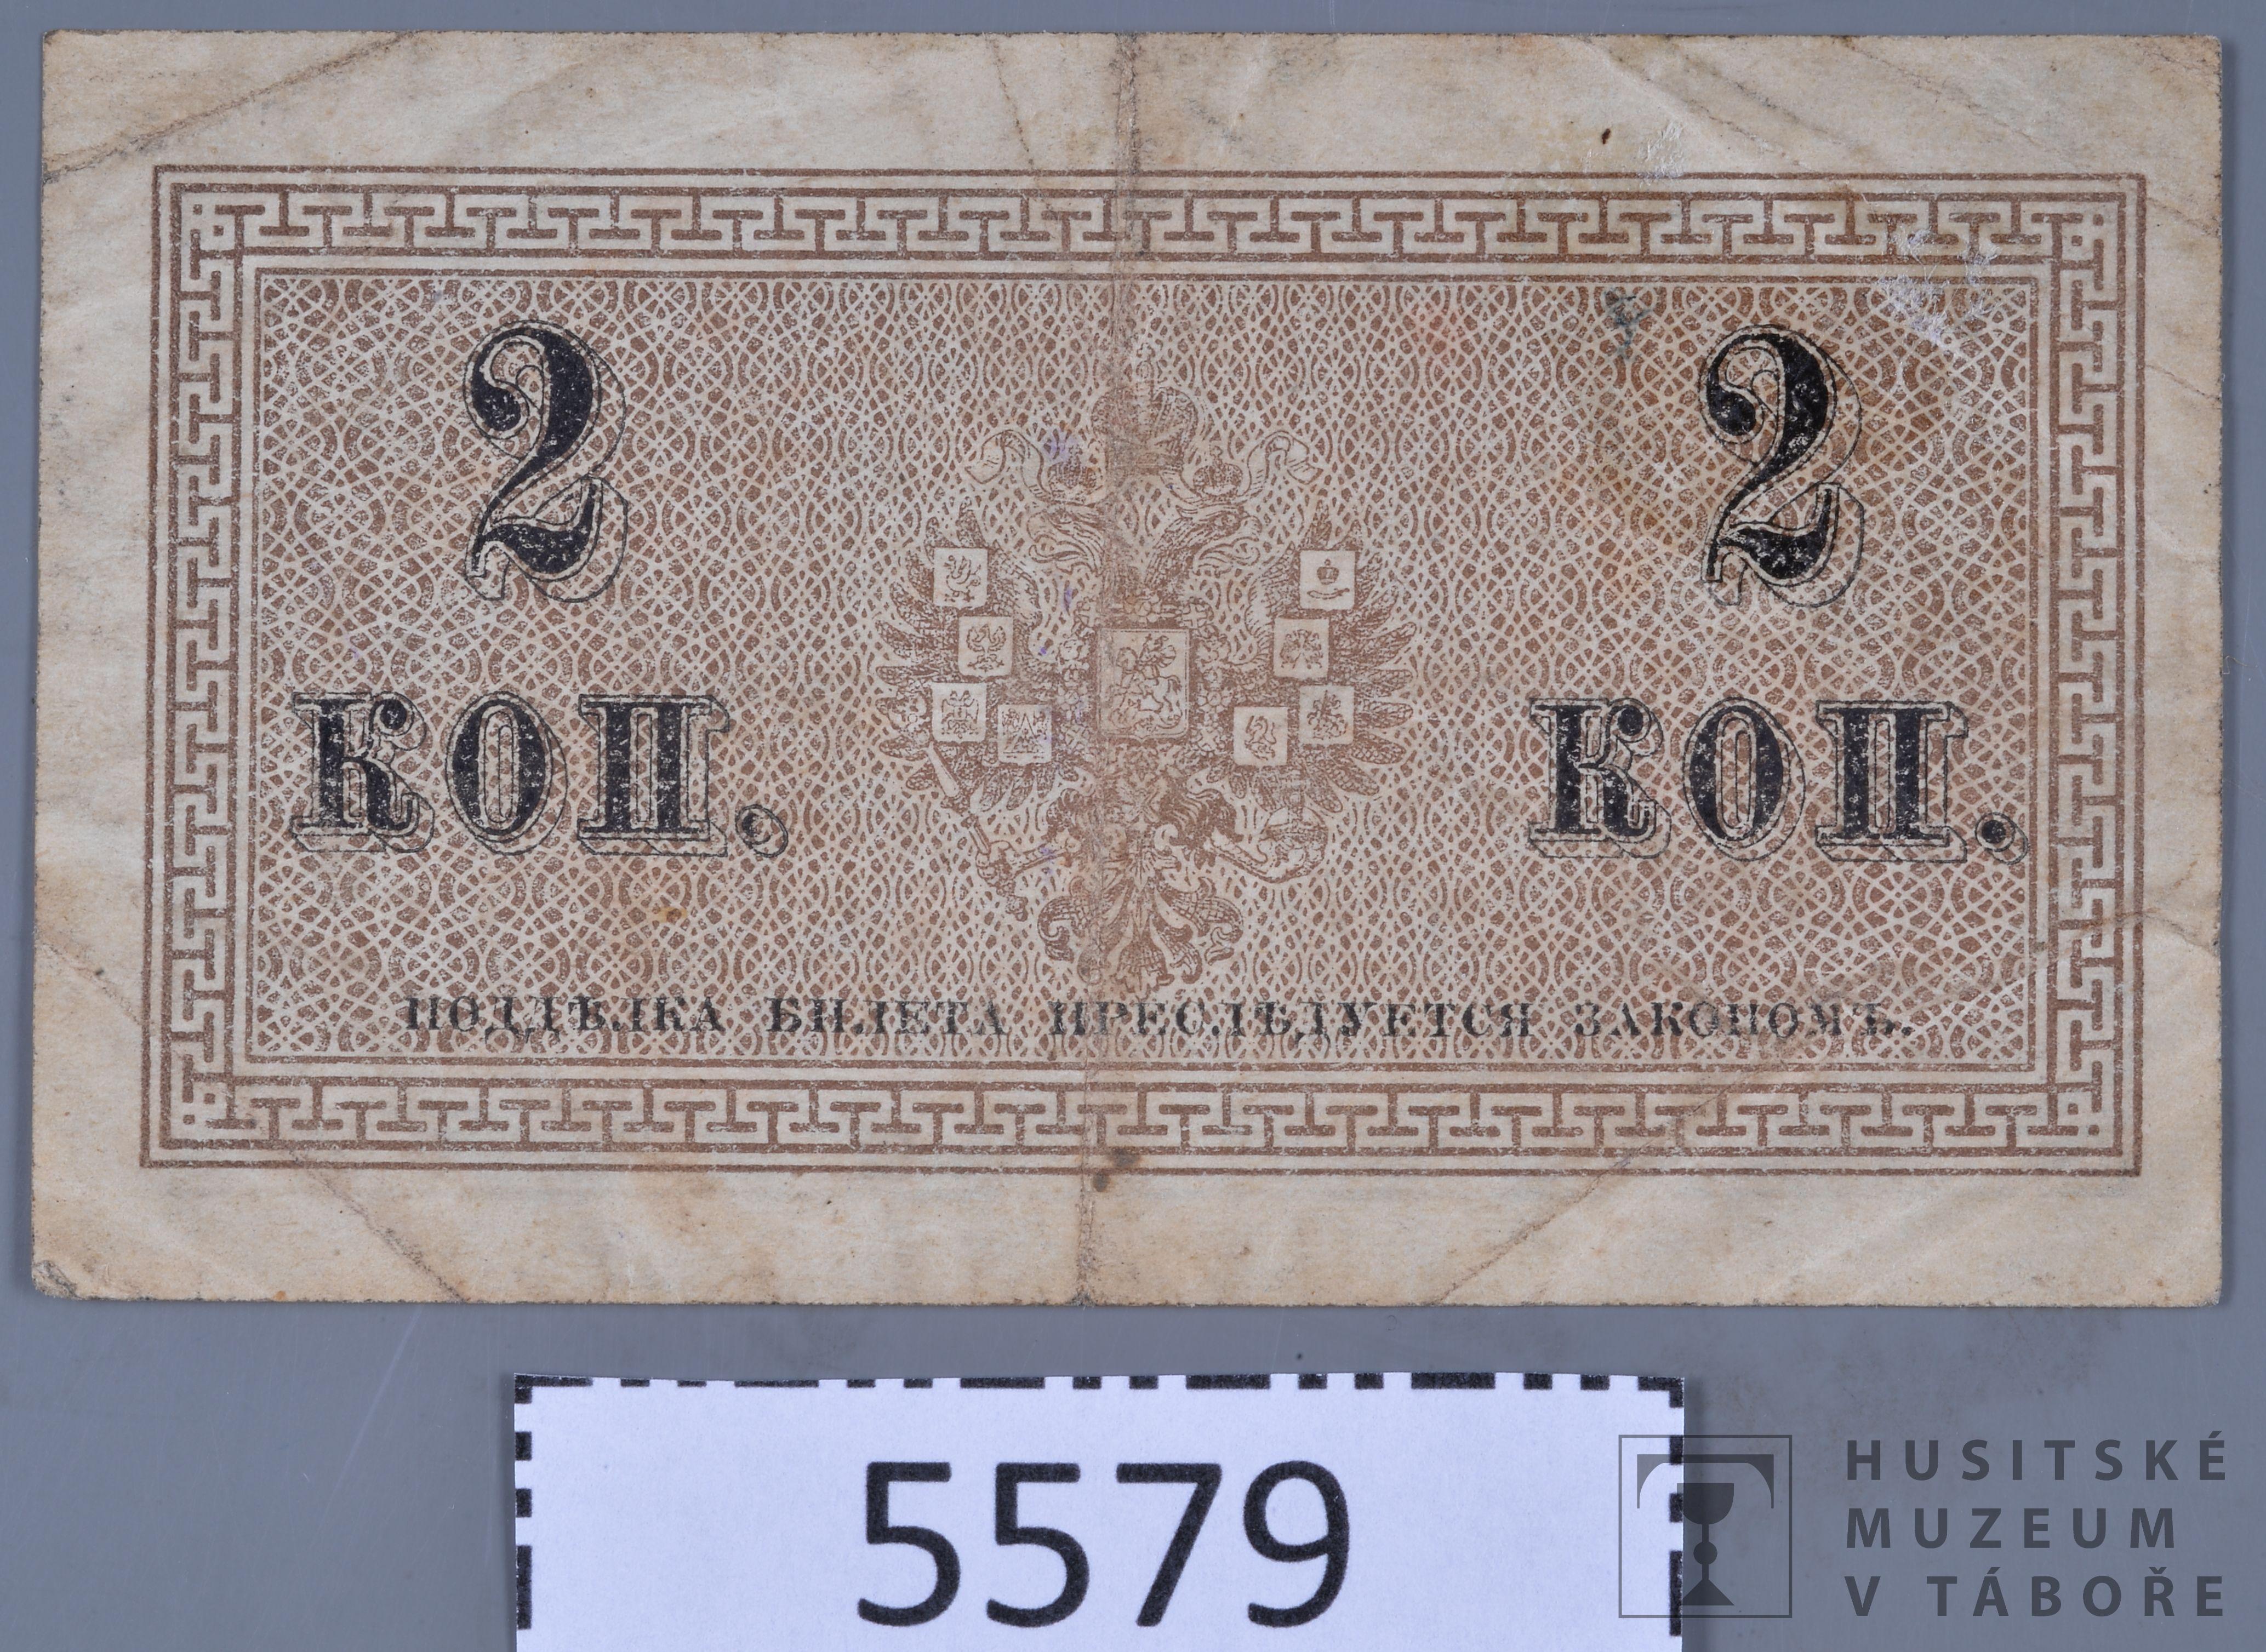 2 2
КОП. КОП.
ПОДДѢЛКА БИЛЕТА ПРЕСЛѢДУЕТСЯ ЗАКОНОМЪ.
5579
HUSITSKÉ
MUZEUM
V TÁBOŘE